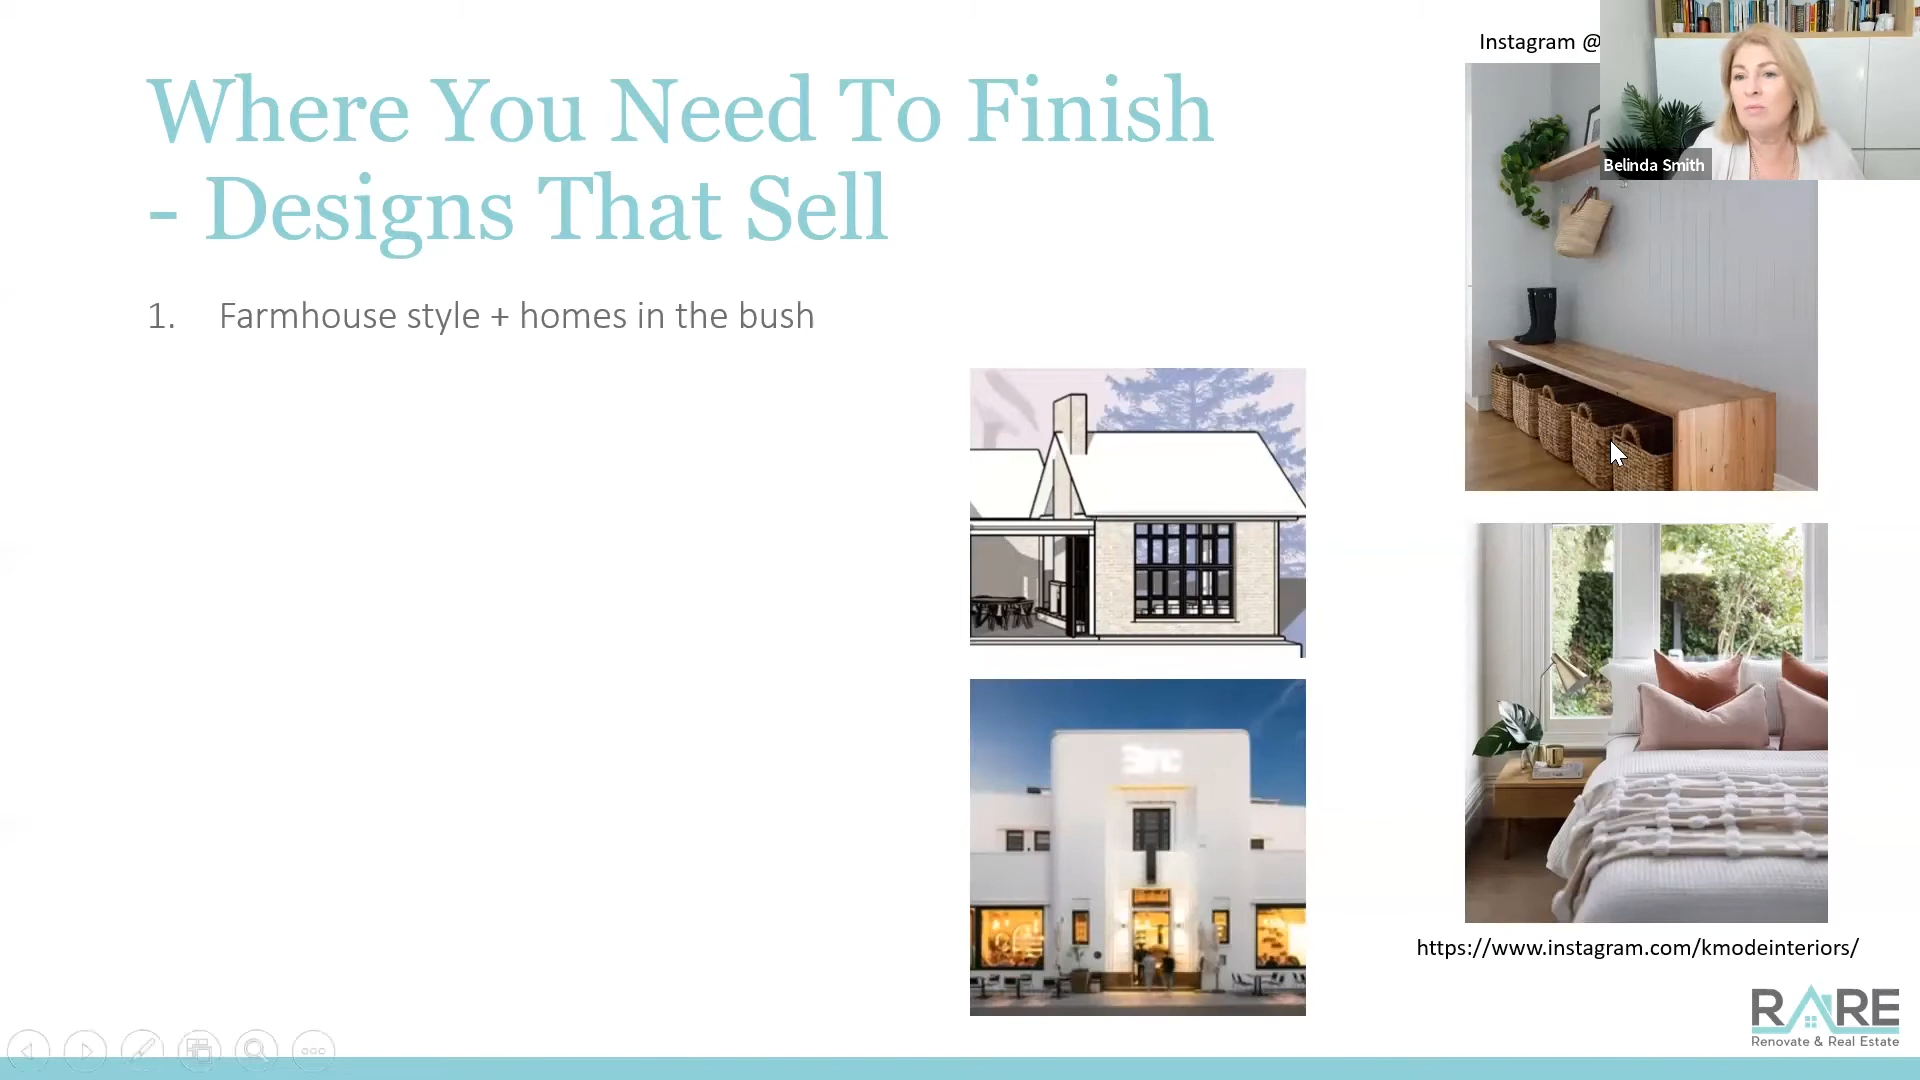 Instagram @
Where You Need To Finish
- Designs That Sell
Belinda Smith
1. Farmhouse style + homes in the bush
https://www.instagram.com/kmodeinteriors/
RARE
Renovate & Real Estate